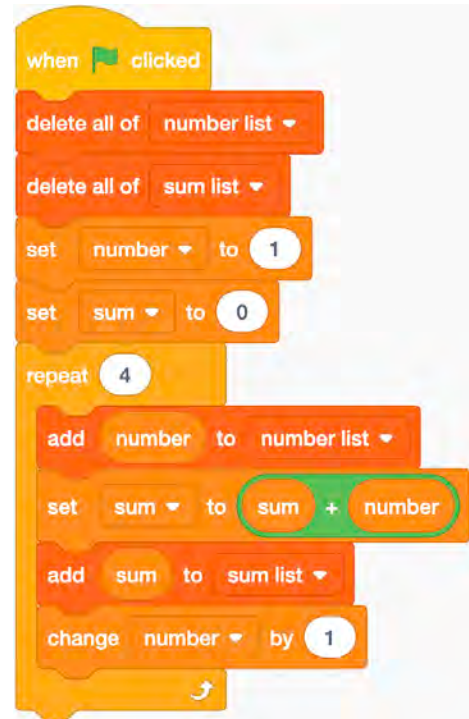 when clicked
delete all of number list
delete all of sum list
set number to 1
set sum to 0
repeat 4
add number to number list
set sum to sum + number
add sum to sum list
change number by 1